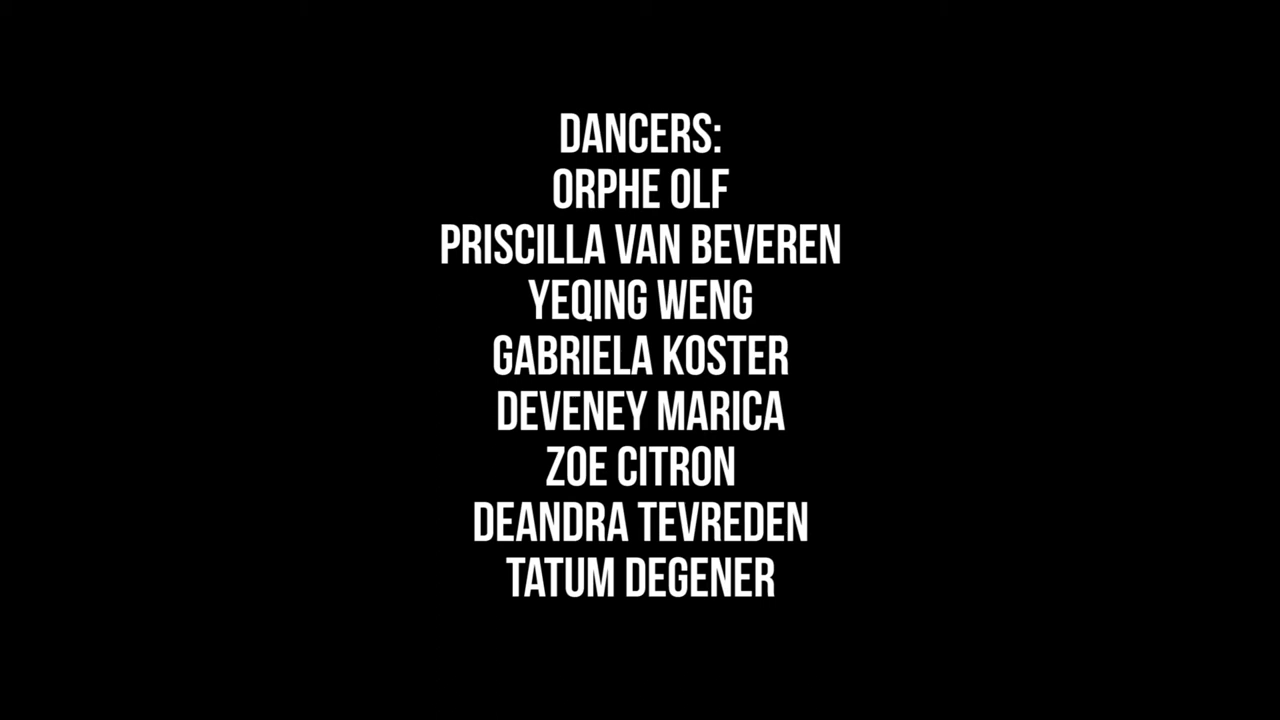 DANCERS:
ORPHE OLF
PRISCILLA VAN BEVEREN
YEQING WENG
GABRIELA KOSTER
DEVENEY MARICA
ZOE CITRON
DEANDRA TEVREDEN
TATUM DEGENER